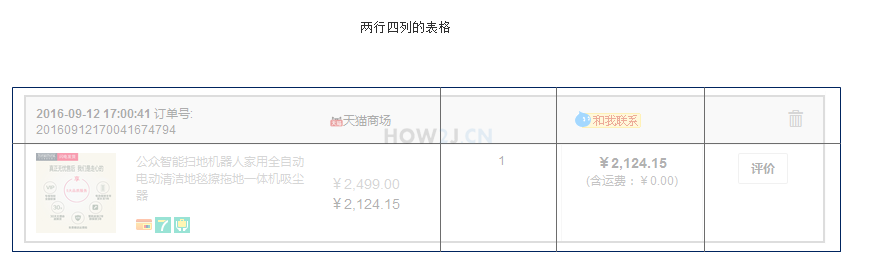 两行四列的表格
2016-09-12 17:00:41 订单号:
20160912170041674794
天猫商场
和我联系
HOW2J.CN
公众智能扫地机器人家用全自动
电动清洁地毯擦拖地一体机吸尘
器
￥2,499.00
￥2,124.15
1
￥2,124.15
(含运费：￥0.00)
评价
7